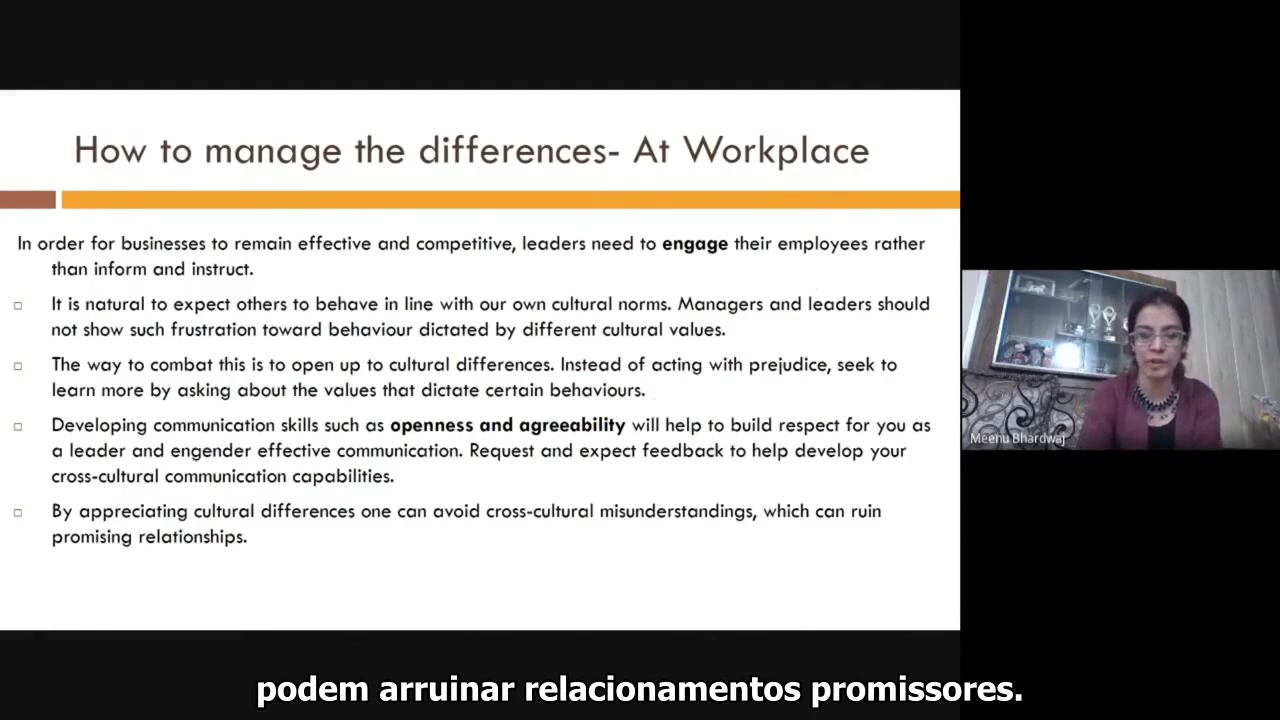 How to manage the differences- At Workplace
In order for businesses to remain effective and competitive, leaders need to engage their employees rather
than inform and instruct.
It is natural to expect others to behave in line with our own cultural norms. Managers and leaders should
not show such frustration toward behaviour dictated by different cultural values.
The way to combat this is to open up to cultural differences. Instead of acting with prejudice, seek to
learn more by asking about the values that dictate certain behaviours.
Developing communication skills such as openness and agreeability will help to build respect for you as
a leader and engender effective communication. Request and expect feedback to help develop your
cross-cultural communication capabilities.
By appreciating cultural differences one can avoid cross-cultural misunderstandings, which can ruin
promising relationships.
Meenu Bhardwaj
podem arruinar relacionamentos promissores.